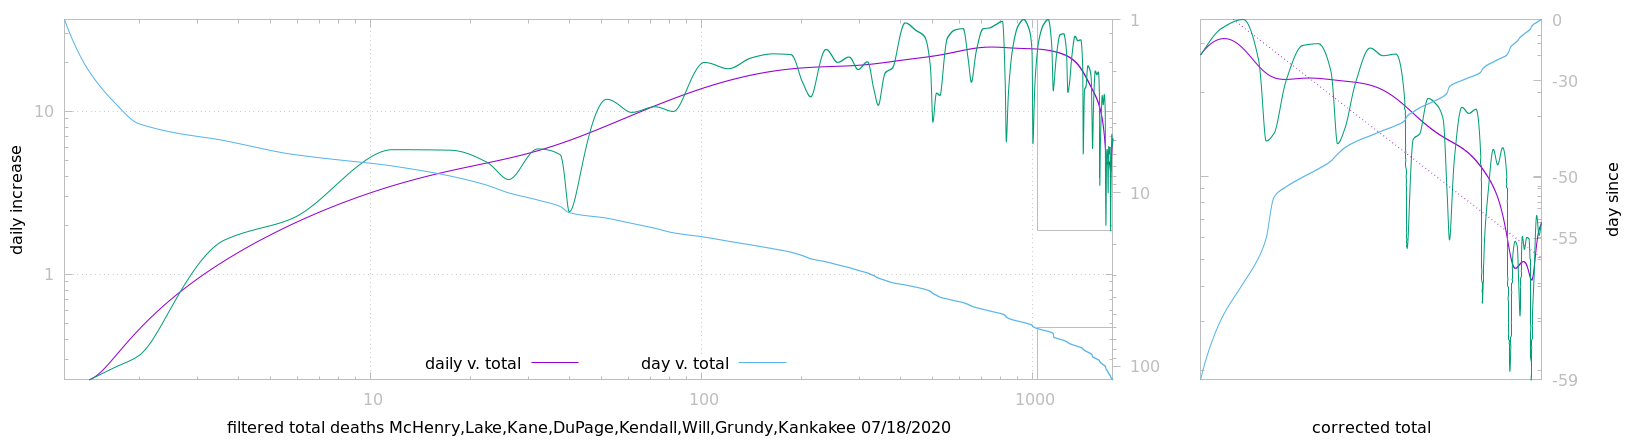 daily increase
10
1
1
10
100
daily v. total
day v. total
10
100
1000
filtered total deaths McHenry,Lake,Kane,DuPage,Kendall,Will,Grundy,Kankakee 07/18/2020
0
-30
-50
-55
-59
day since
corrected total